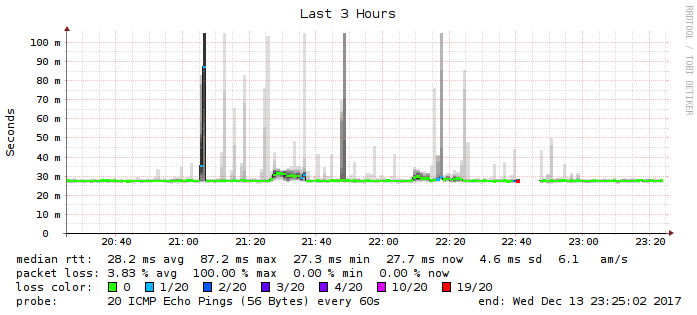 Last 3 Hours
RRDTOOL / TOBI OETIKER
Seconds
100 m
90 m
80 m
70 m
60 m
50 m
40 m
30 m
20 m
10 m
0
20:40 21:00 21:20 21:40 22:00 22:20 22:40 23:00 23:20
median rtt: 28.2 ms avg 87.2 ms max 27.3 ms min 27.7 ms now 4.6 ms sd 6.1 am/s
packet loss: 3.83 % avg 100.00 % max 0.00 % min 0.00 % now
loss color: 0 1/20 2/20 3/20 4/20 10/20 19/20
probe: 20 ICMP Echo Pings (56 Bytes) every 60s end: Wed Dec 13 23:25:02 2017